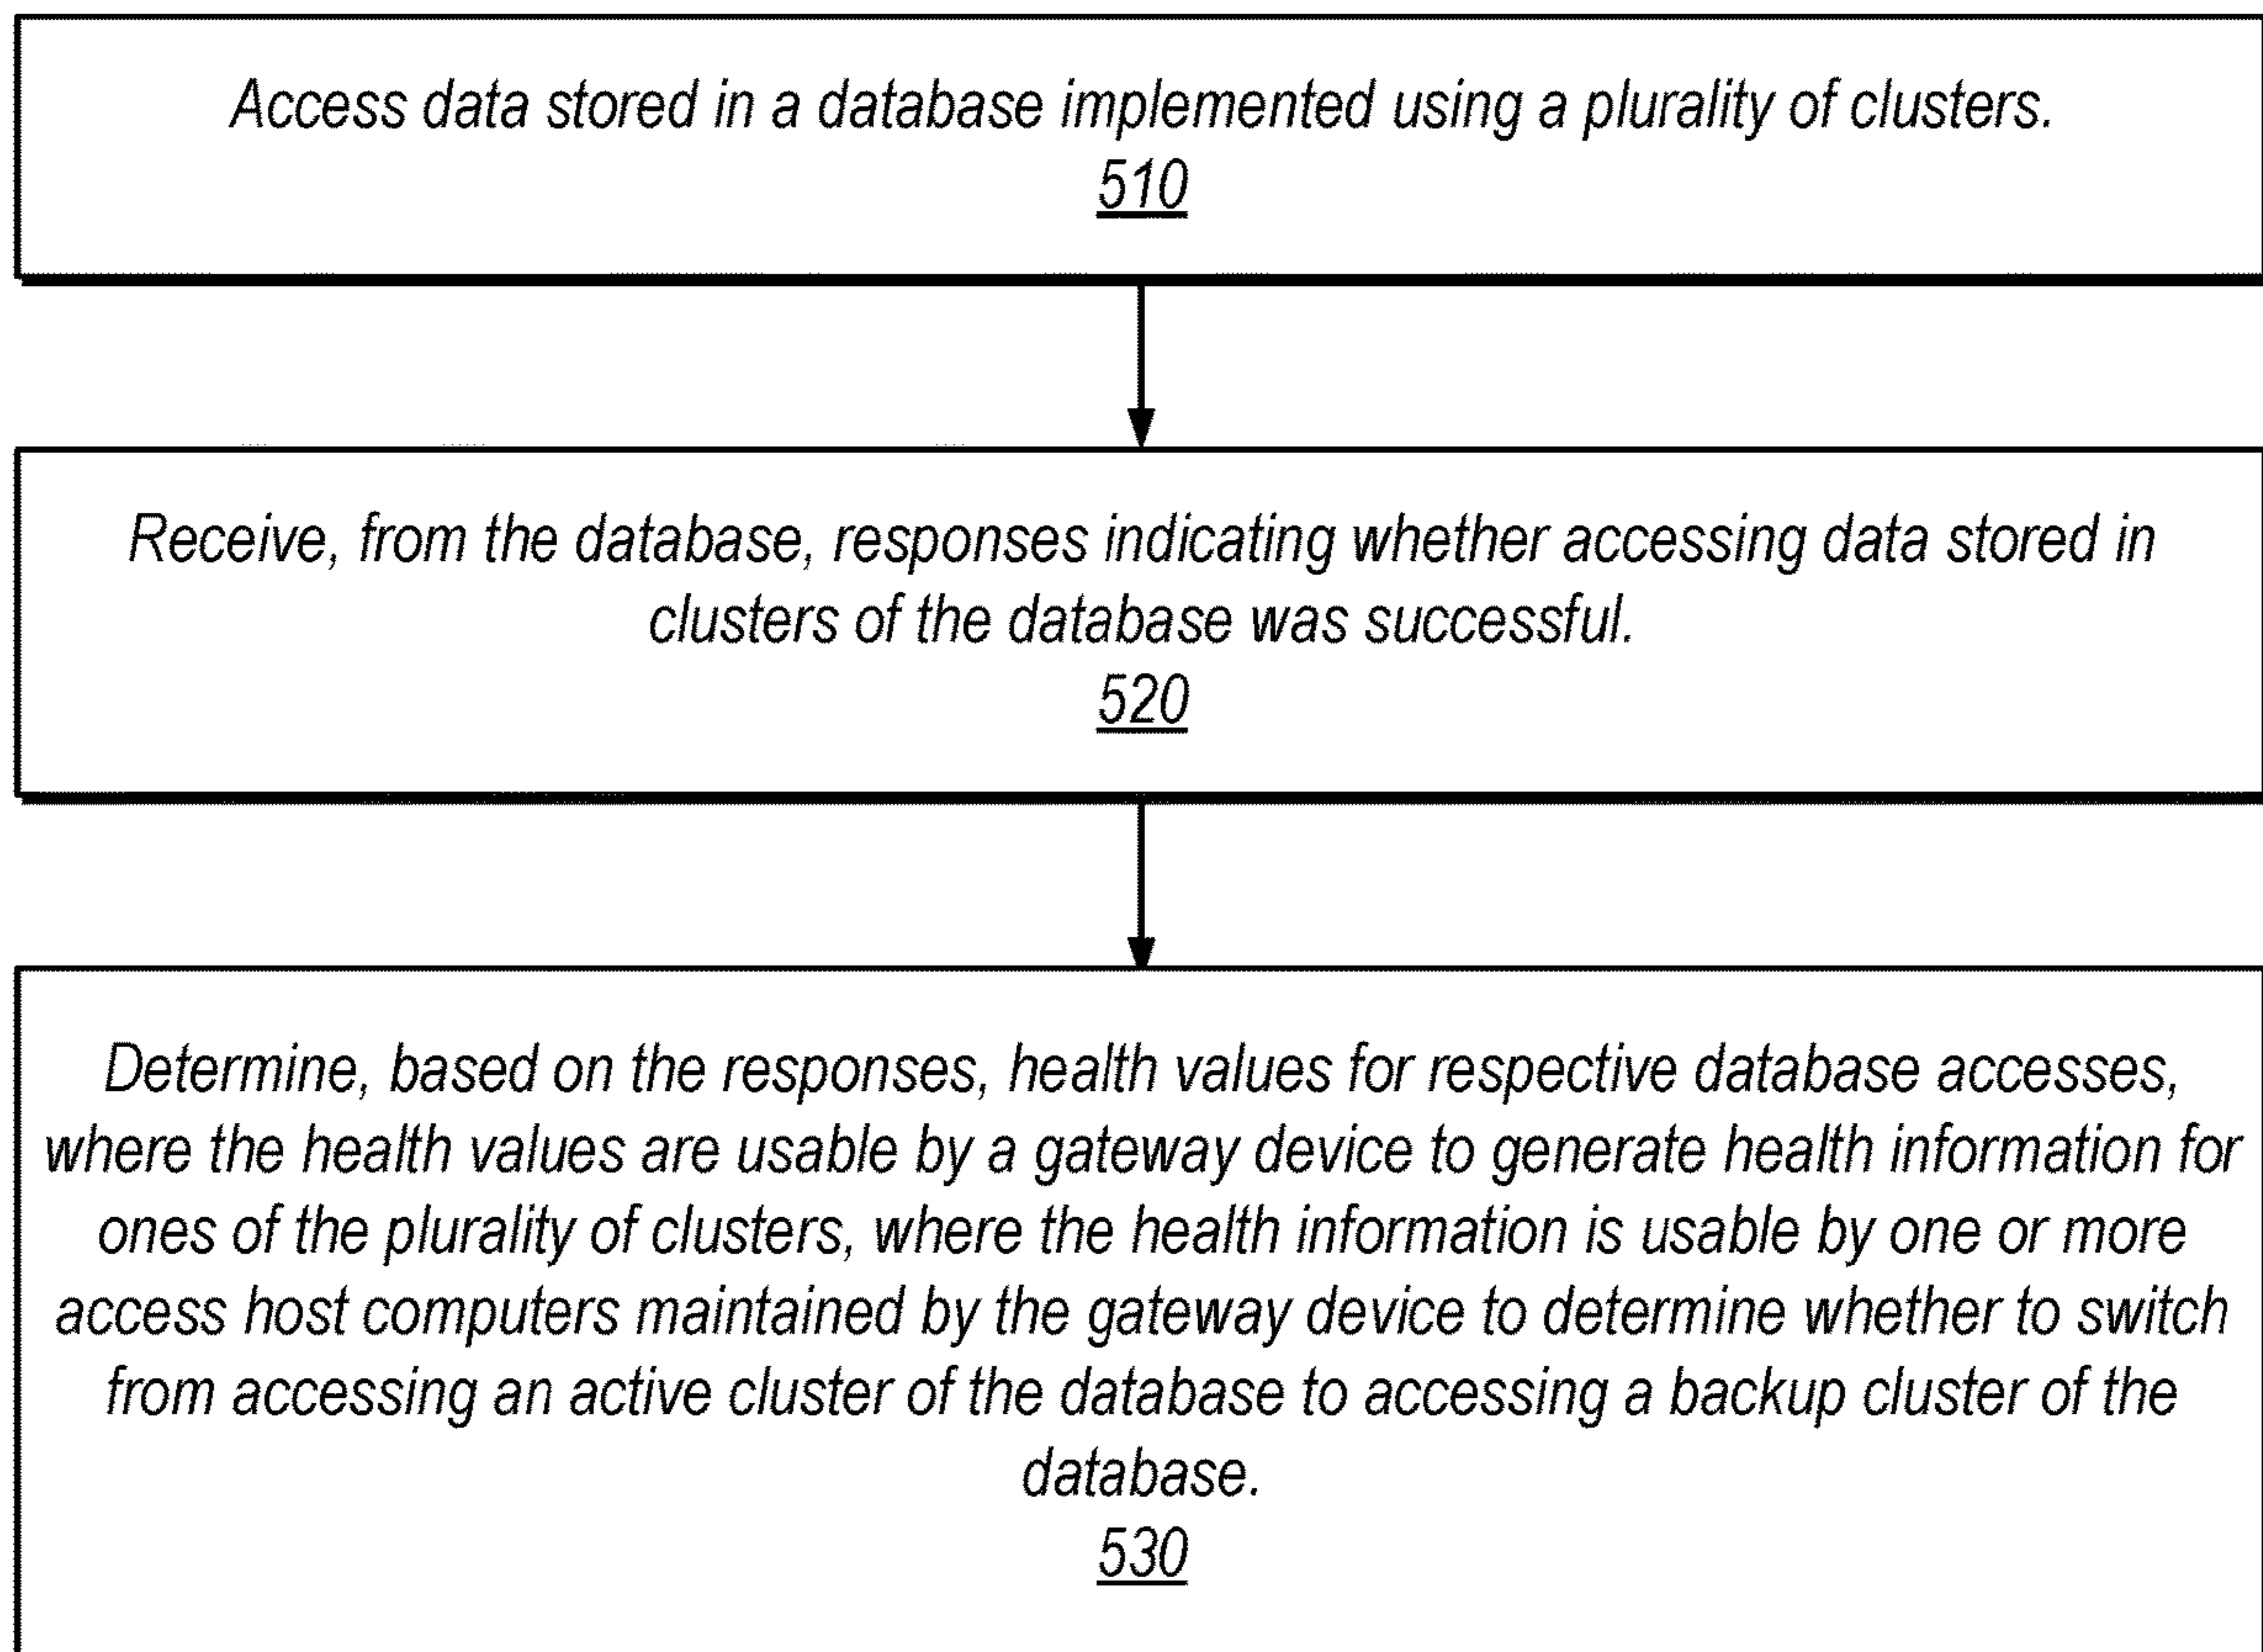 Access data stored in a database implemented using a plurality of clusters.
510
Receive, from the database, responses indicating whether accessing data stored in
clusters of the database was successful.
520
Determine, based on the responses, health values for respective database accesses,
where the health values are usable by a gateway device to generate health information for
ones of the plurality of clusters, where the health information is usable by one or more
access host computers maintained by the gateway device to determine whether to switch
from accessing an active cluster of the database to accessing a backup cluster of the
database.
530